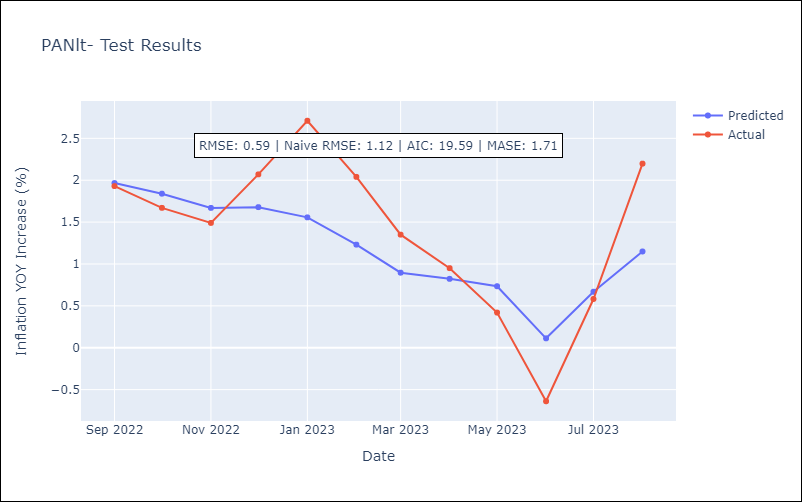 PANlt- Test Results
Predicted
Actual
RMSE: 0.59 | Naive RMSE: 1.12 | AIC: 19.59 | MASE: 1.71
Inflation YOY Increase (%)
2.5
2
1.5
1
0.5
0
−0.5
Sep 2022
Nov 2022
Jan 2023
Mar 2023
May 2023
Jul 2023
Date